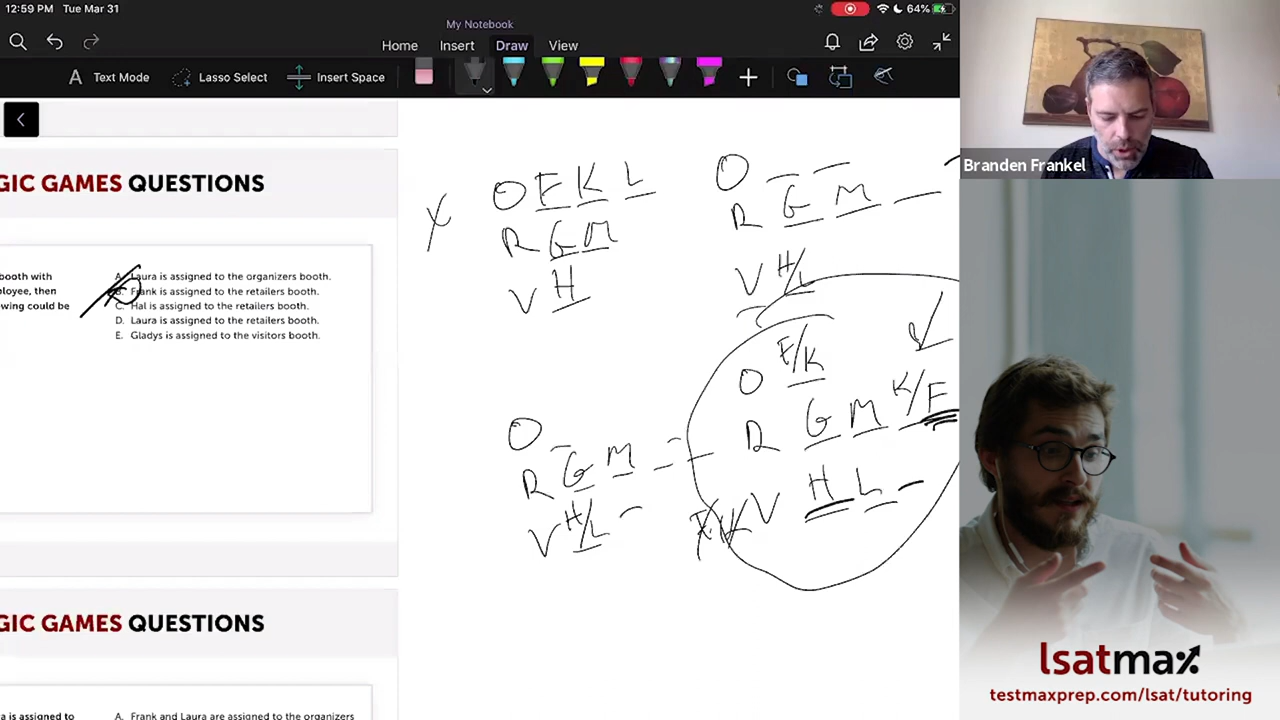 12:59 PM Tue Mar 31
64%
My Notebook
Home Insert Draw View
Text Mode
Lasso Select
Insert Space
Branden Frankel
GIC GAMES QUESTIONS
booth with
ployee, then
owing could be
A. Laura is assigned to the organizers booth.
B. Frank is assigned to the retailers booth.
C. Hal is assigned to the retailers booth.
D. Laura is assigned to the retailers booth.
E. Gladys is assigned to the visitors booth.
X
O F K L
R G M
V H
O
R G M
V H/L
O F/K
R G M K/F
V H L
O
R G M
V H/L
GIC GAMES QUESTIONS
a is assigned to
A. Frank and Laura are assigned to the organizers
lsatmax
testmaxprep.com/lsat/tutoring